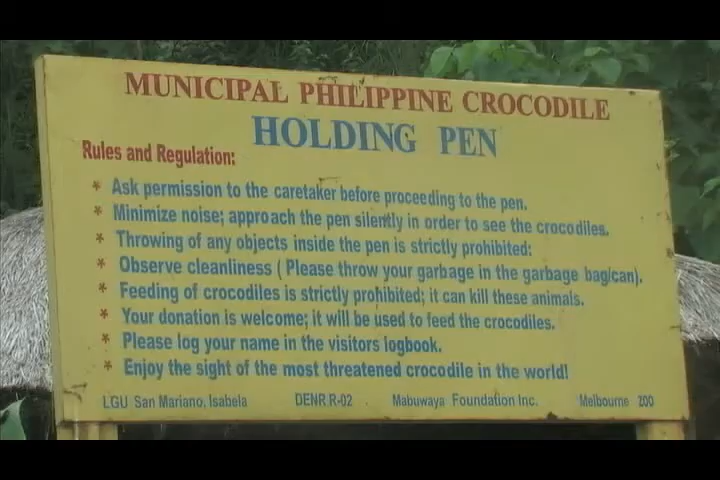 MUNICIPAL PHILIPPINE CROCODILE
HOLDING PEN
Rules and Regulation:
* Ask permission to the caretaker before proceeding to the pen.
* Minimize noise; approach the pen silently in order to see the crocodiles.
* Throwing of any objects inside the pen is strictly prohibited:
* Observe cleanliness ( Please throw your garbage in the garbage bag/can).
* Feeding of crocodiles is strictly prohibited; it can kill these animals.
* Your donation is welcome; it will be used to feed the crocodiles.
* Please log your name in the visitors logbook.
* Enjoy the sight of the most threatened crocodile in the world!
LGU San Mariano, Isabela DENR R-02 Mabuwaya Foundation Inc. Melbourne ZOO